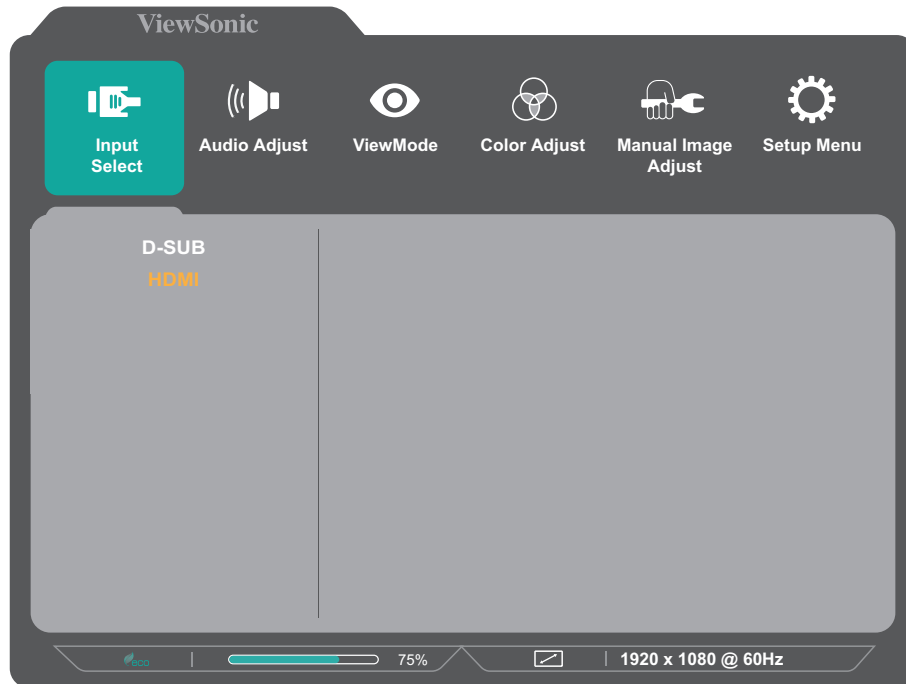 ViewSonic
Input Select
Audio Adjust
ViewMode
Color Adjust
Manual Image Adjust
Setup Menu
D-SUB
HDMI
eco
75%
1920 x 1080 @ 60Hz